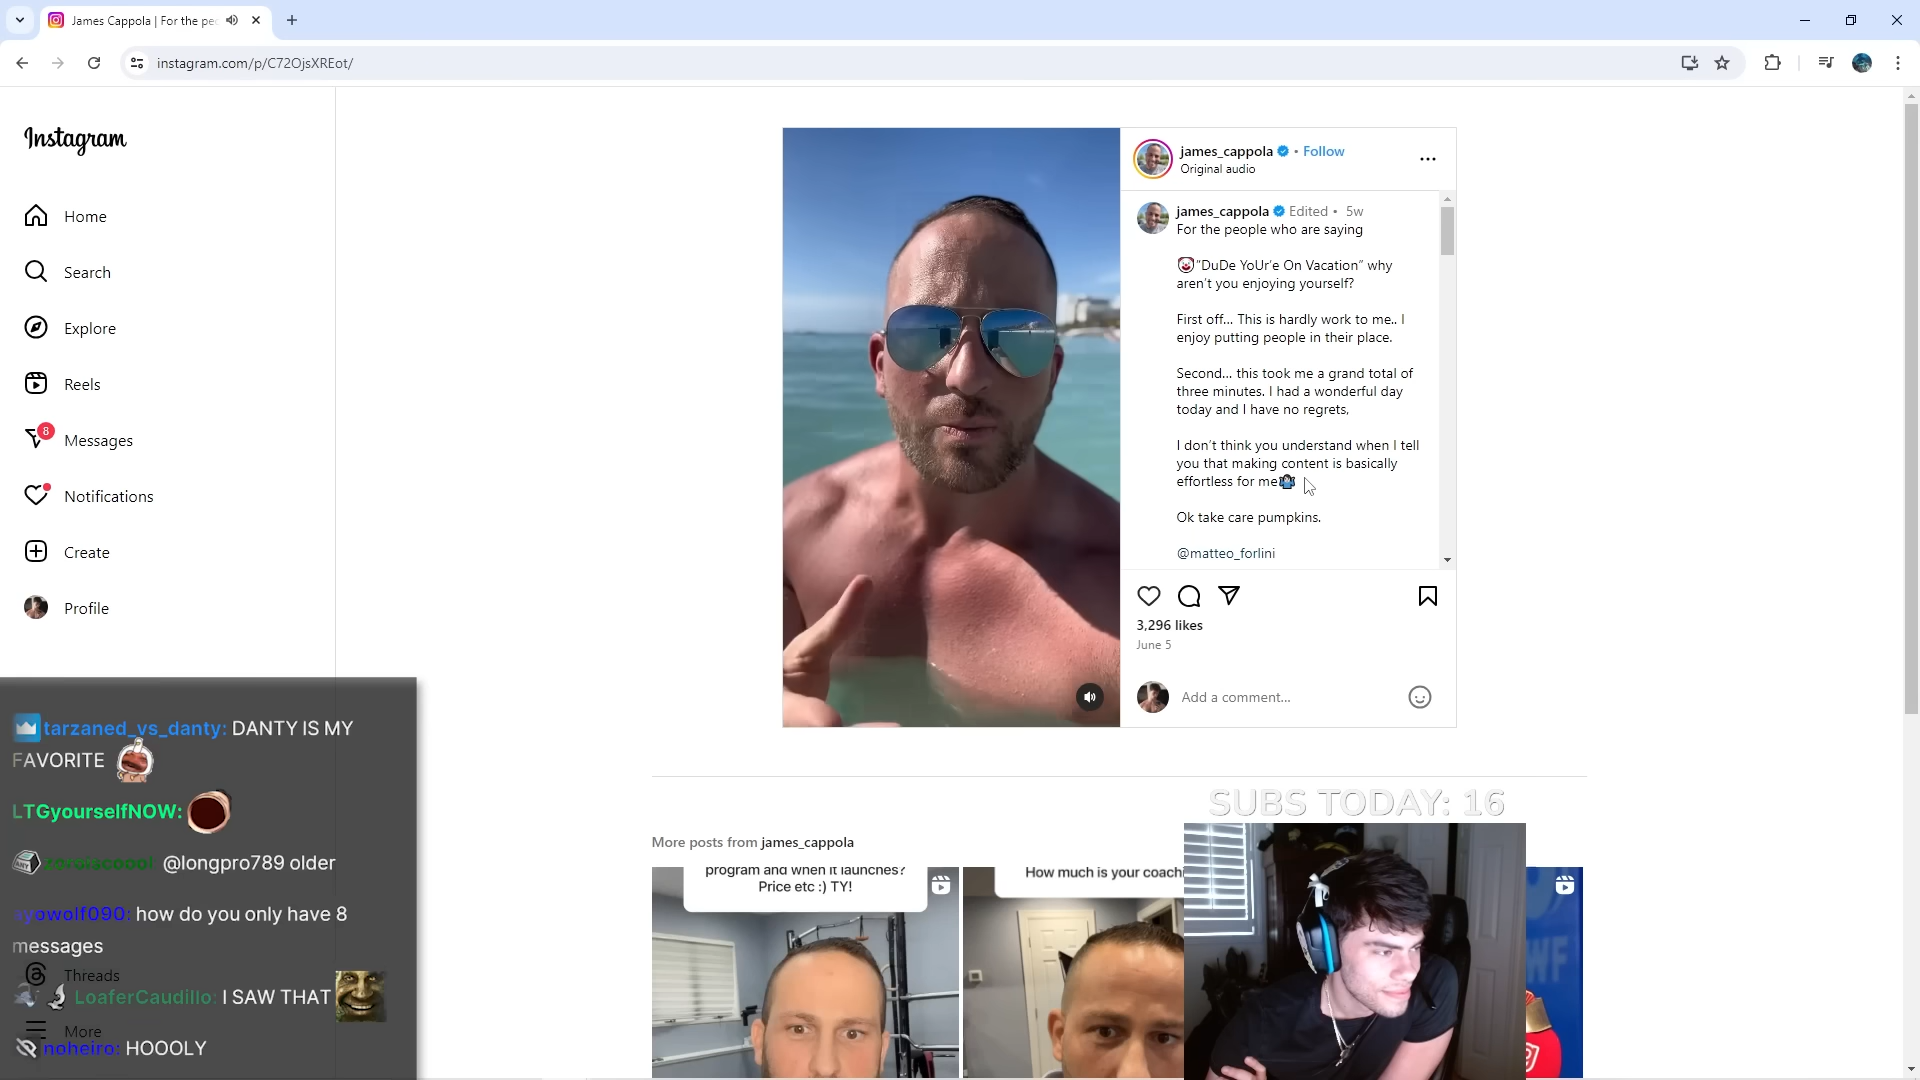 James Cappola | For the pe
instagram.com/p/C72OjsXREot/
Instagram
Home
Search
Explore
Reels
8
Messages
Notifications
Create
Profile
Threads
More
james_cappola • Follow
Original audio
james_cappola Edited • 5w
For the people who are saying
"DuDe YoUr'e On Vacation" why
aren't you enjoying yourself?
First off... This is hardly work to me.. I
enjoy putting people in their place.
Second... this took me a grand total of
three minutes. I had a wonderful day
today and I have no regrets,
I don't think you understand when I tell
you that making content is basically
effortless for me
Ok take care pumpkins.
@matteo_forlini
3,296 likes
June 5
Add a comment...
More posts from james_cappola
program and when it launches?
Price etc :) TY!
How much is your coachi
SUBS TODAY: 16
tarzaned_vs_danty: DANTY IS MY
FAVORITE
LTGyourselfNOW:
@longpro789 older
yowolf090: how do you only have 8
messages
LoaferCaudillo: I SAW THAT
noheiro: HOOOLY